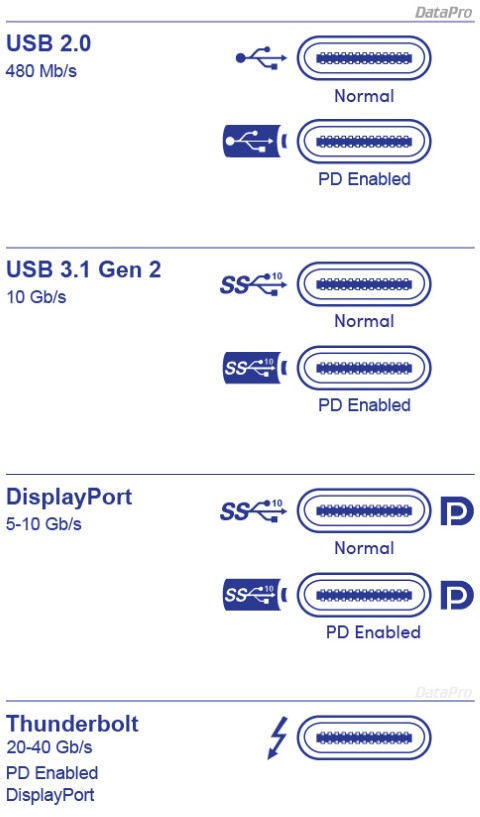 DataPro
USB 2.0
480 Mb/s
Normal
PD Enabled
USB 3.1 Gen 2
10 Gb/s
SS 10
Normal
SS 10
PD Enabled
DisplayPort
5-10 Gb/s
SS 10
Normal
SS 10
PD Enabled
DataPro
Thunderbolt
20-40 Gb/s
PD Enabled
DisplayPort